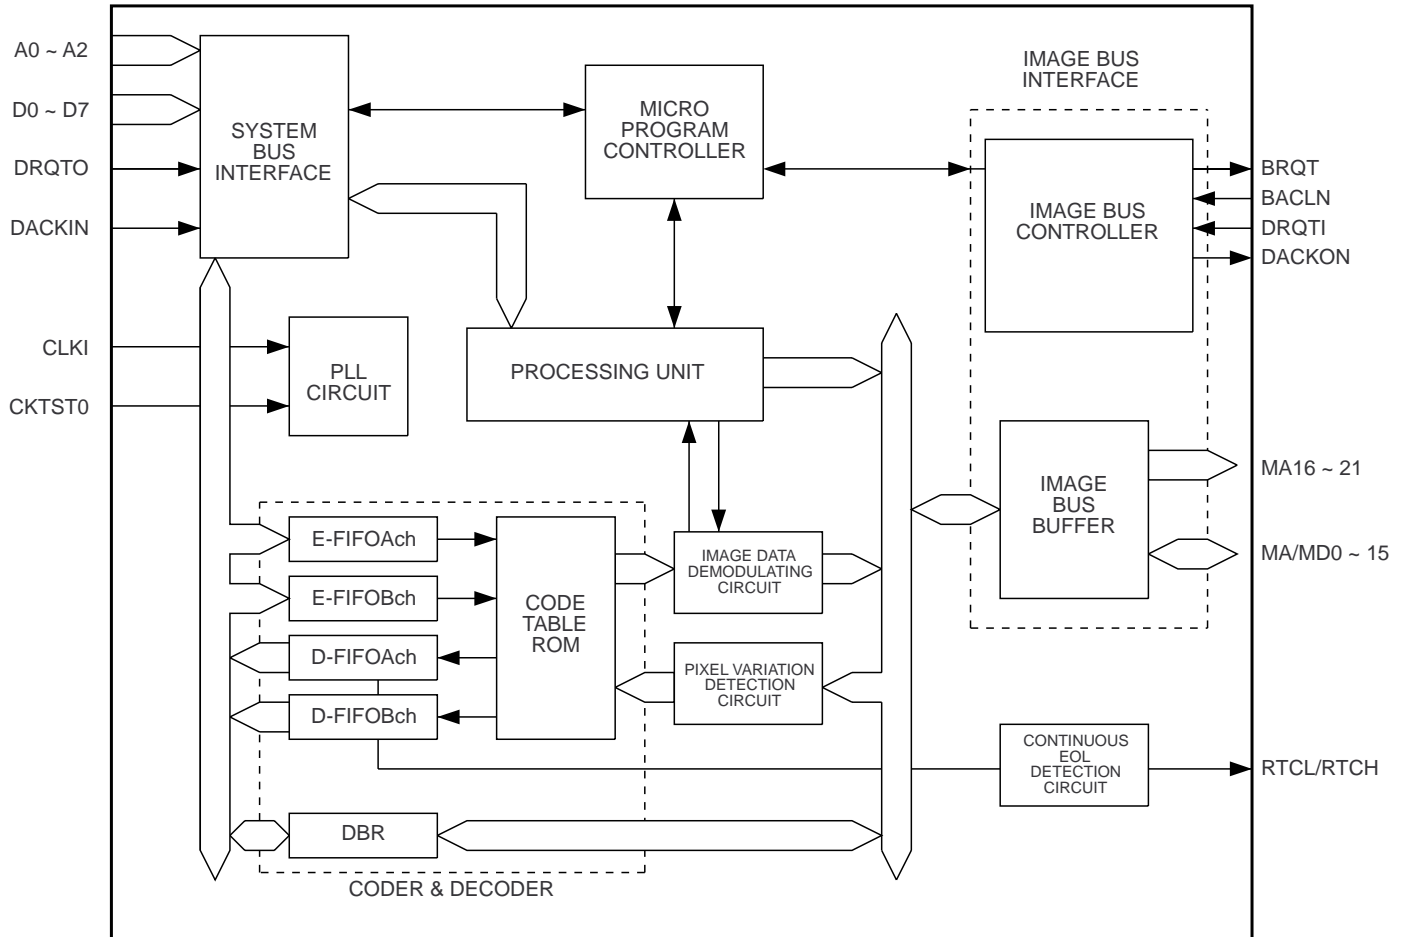 A0 ~ A2
D0 ~ D7
DRQTO
DACKIN
CLKI
CKTST0
SYSTEM
BUS
INTERFACE
MICRO
PROGRAM
CONTROLLER
IMAGE BUS
INTERFACE
IMAGE BUS
CONTROLLER
BRQT
BACLN
DRQTI
DACKON
PLL
CIRCUIT
PROCESSING UNIT
IMAGE
BUS
BUFFER
MA16 ~ 21
MA/MD0 ~ 15
E-FIFOAch
E-FIFOBch
D-FIFOAch
D-FIFOBch
CODE
TABLE
ROM
IMAGE DATA
DEMODULATING
CIRCUIT
PIXEL VARIATION
DETECTION
CIRCUIT
CONTINUOUS
EOL
DETECTION
CIRCUIT
RTCL/RTCH
DBR
CODER & DECODER